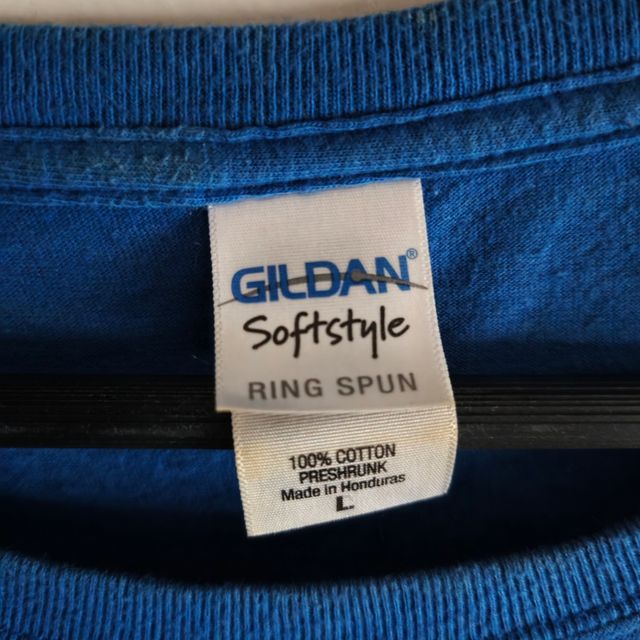 GILDAN®
Softstyle
RING SPUN
100% COTTON
PRESHRUNK
Made in Honduras
L